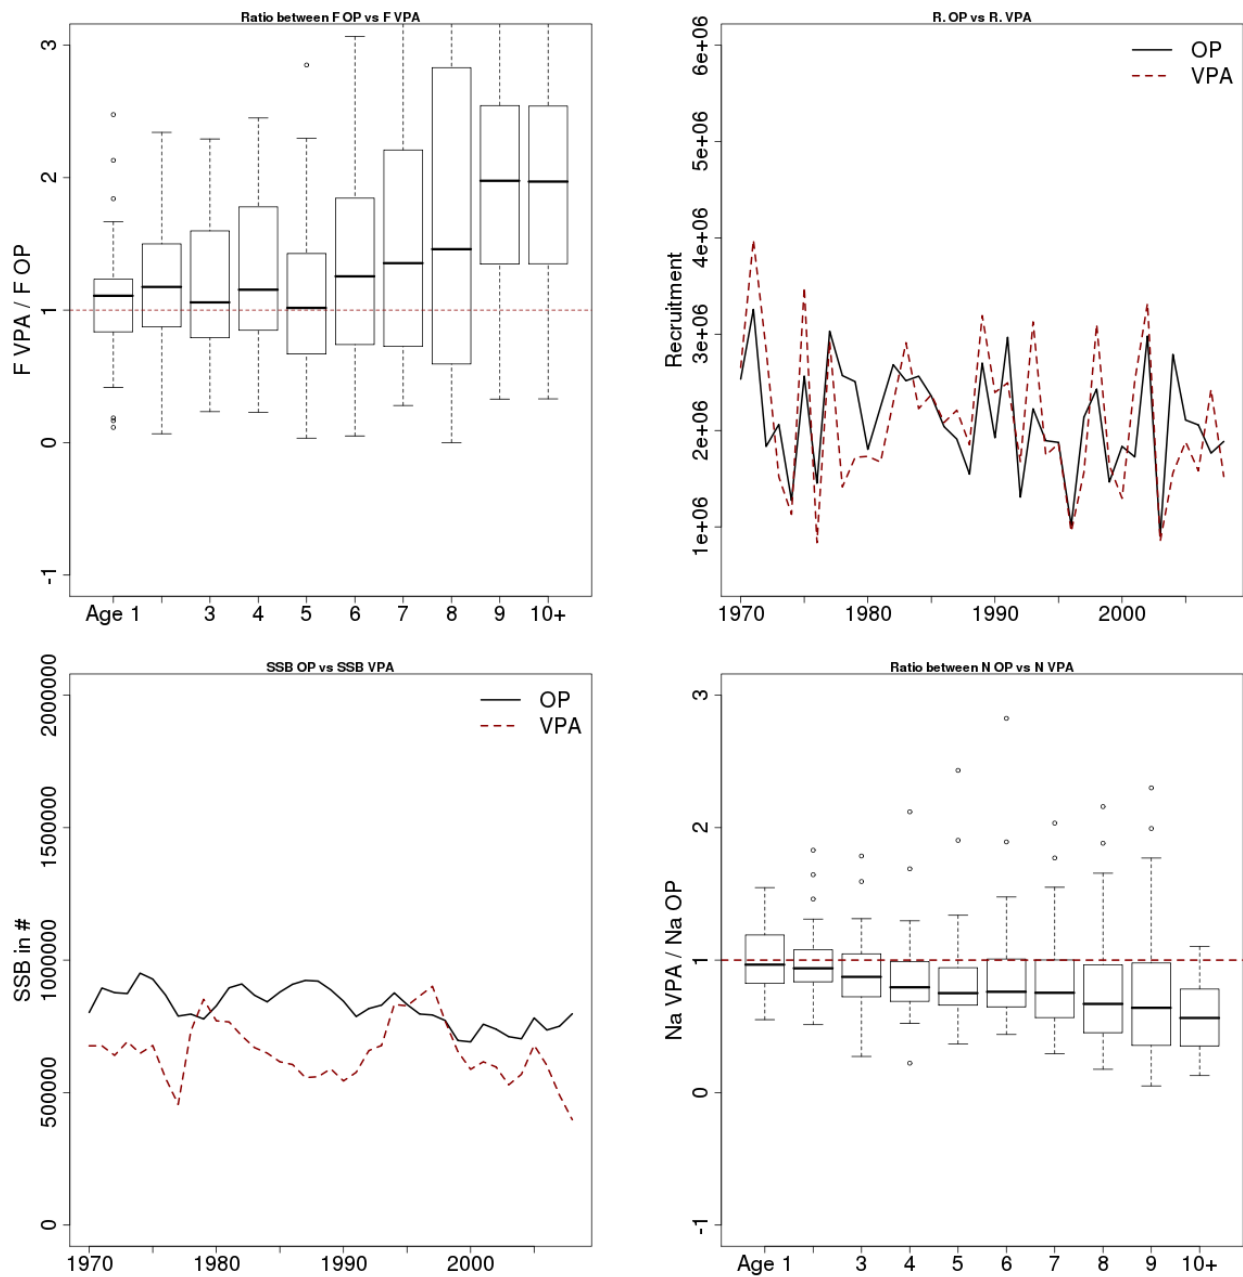 Ratio between F OP vs F VPA
F VPA / F OP
3
2
1
0
-1
Age 1 3 4 5 6 7 8 9 10+
R. OP vs R. VPA
OP
VPA
Recruitment
6e+06
5e+06
4e+06
3e+06
2e+06
1e+06
1970 1980 1990 2000
SSB OP vs SSB VPA
OP
VPA
SSB in #
2000000
1500000
1000000
500000
0
1970 1980 1990 2000
Ratio between N OP vs N VPA
Na VPA / Na OP
3
2
1
0
-1
Age 1 3 4 5 6 7 8 9 10+